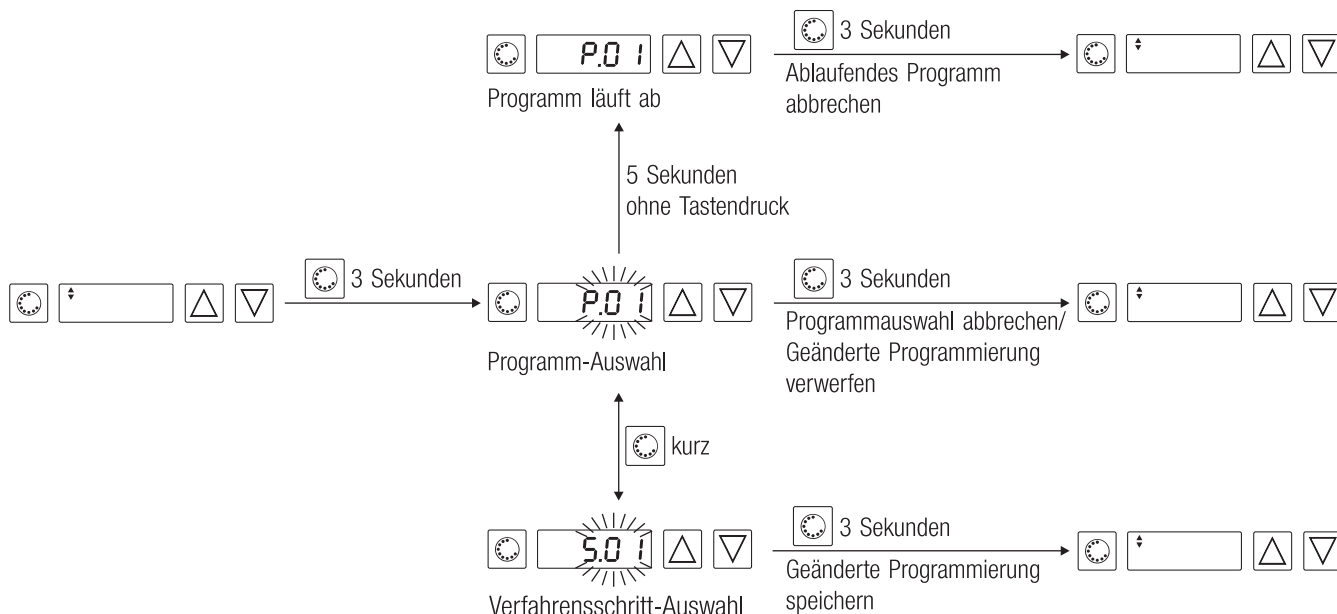 P.01
3 Sekunden
Programm läuft ab
Ablaufendes Programm
abbrechen
5 Sekunden
ohne Tastendruck
3 Sekunden
P.01
3 Sekunden
Programm-Auswahl
Programmauswahl abbrechen/
Geänderte Programmierung
verwerfen
kurz
S.01
3 Sekunden
Verfahrensschritt-Auswahl
Geänderte Programmierung
speichern